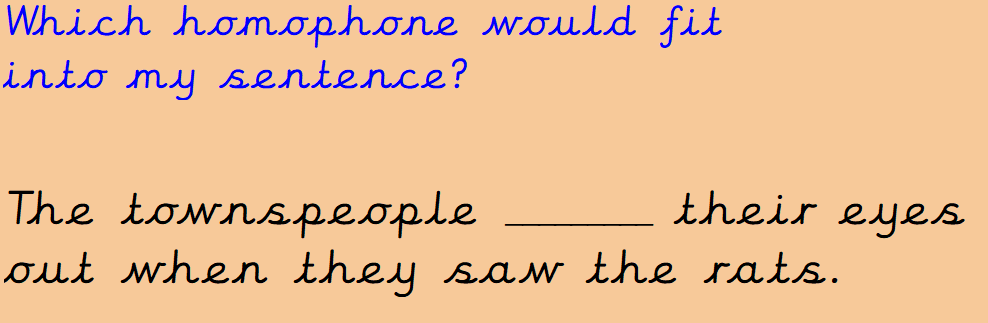 Which homophone would fit
into my sentence?
The townspeople ______ their eyes
out when they saw the rats.